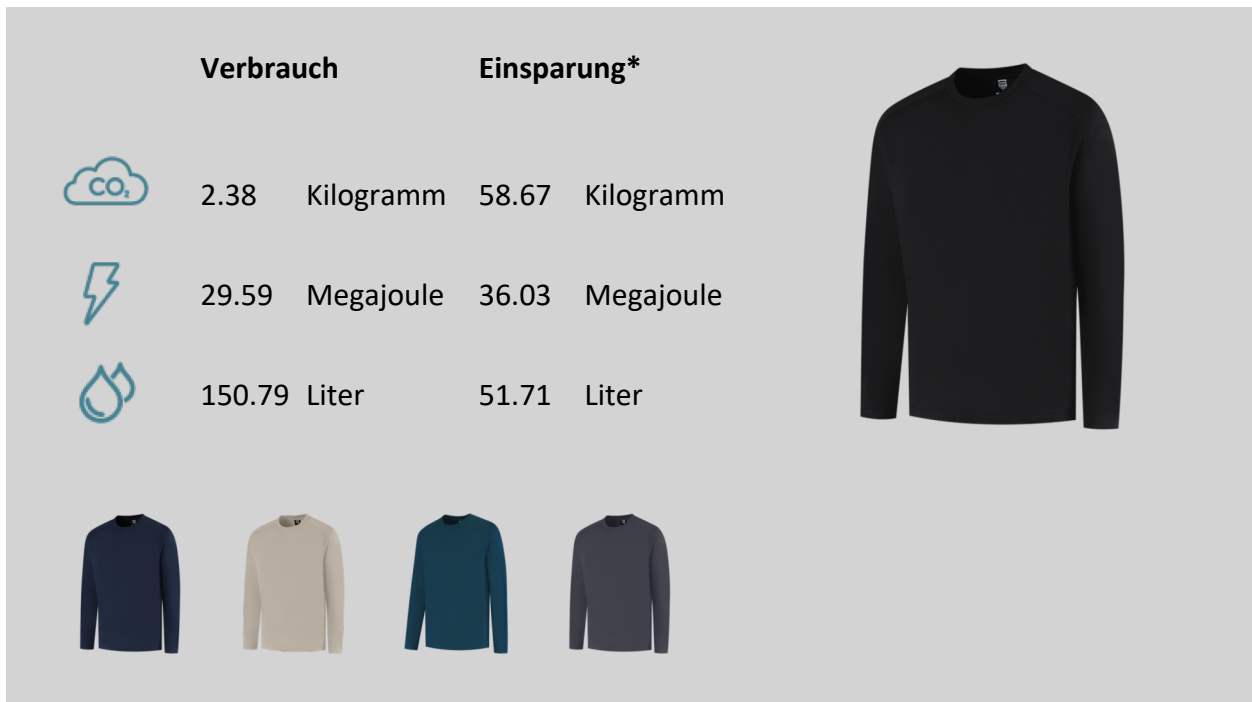 Verbrauch Einsparung*
CO₂ 2.38 Kilogramm 58.67 Kilogramm
29.59 Megajoule 36.03 Megajoule
150.79 Liter 51.71 Liter